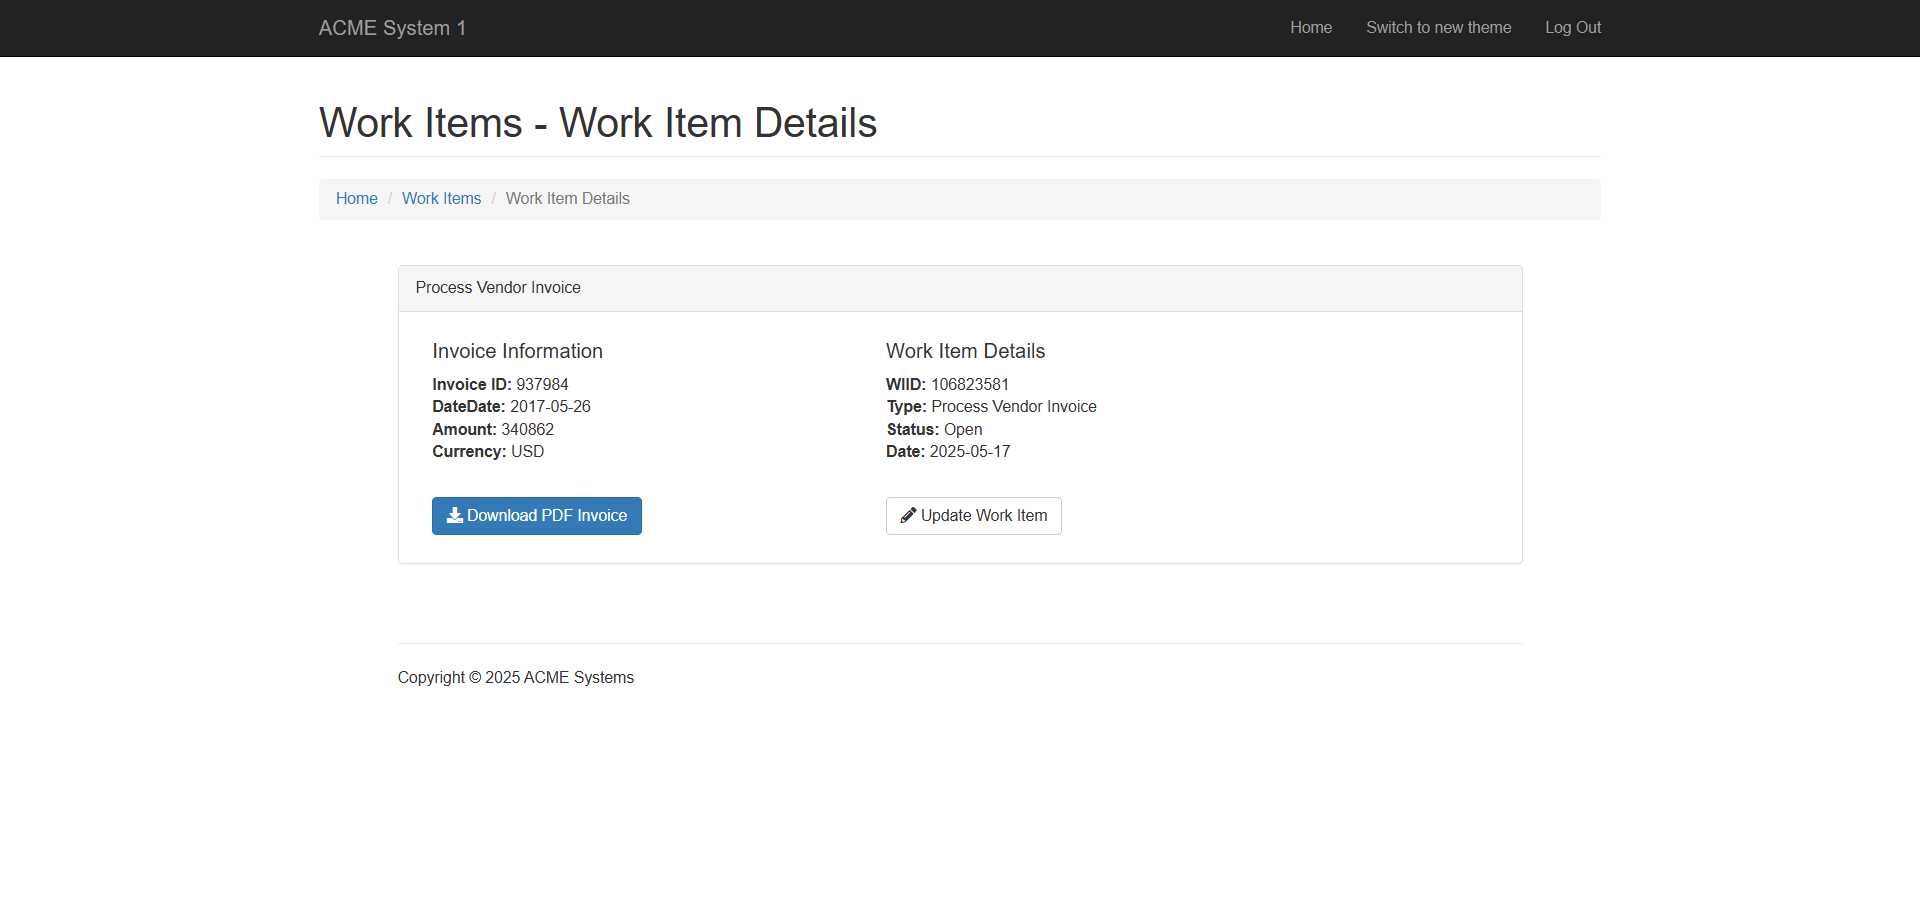 ACME System 1
Home
Switch to new theme
Log Out
Work Items - Work Item Details
Home / Work Items / Work Item Details
Process Vendor Invoice
Invoice Information
Invoice ID: 937984
DateDate: 2017-05-26
Amount: 340862
Currency: USD
Download PDF Invoice
Work Item Details
WIID: 106823581
Type: Process Vendor Invoice
Status: Open
Date: 2025-05-17
Update Work Item
Copyright © 2025 ACME Systems